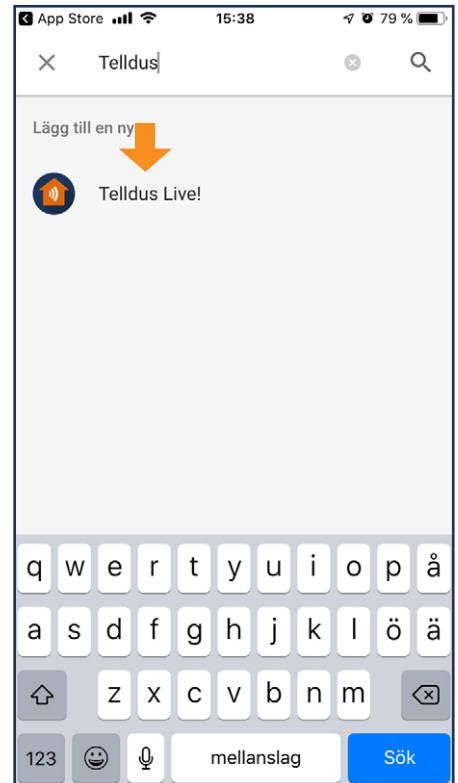 App Store 15:38 79 %
Telldus
Lägg till en ny
Telldus Live!
q w e r t y u i o p å
a s d f g h j k l ö ä
z x c v b n m
123 mellanslag Sök